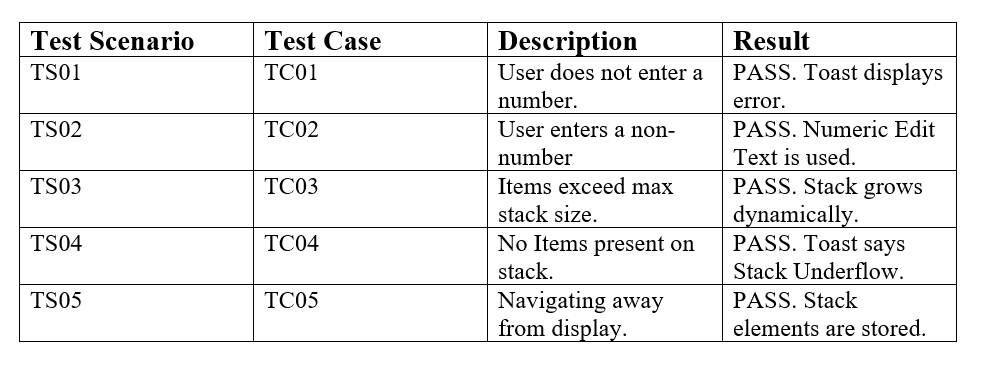 Test Scenario Test Case Description Result
TS01 TC01 User does not enter a PASS. Toast displays
number. error.
TS02 TC02 User enters a non- PASS. Numeric Edit
number Text is used.
TS03 TC03 Items exceed max PASS. Stack grows
stack size. dynamically.
TS04 TC04 No Items present on PASS. Toast says
stack. Stack Underflow.
TS05 TC05 Navigating away PASS. Stack
from display. elements are stored.